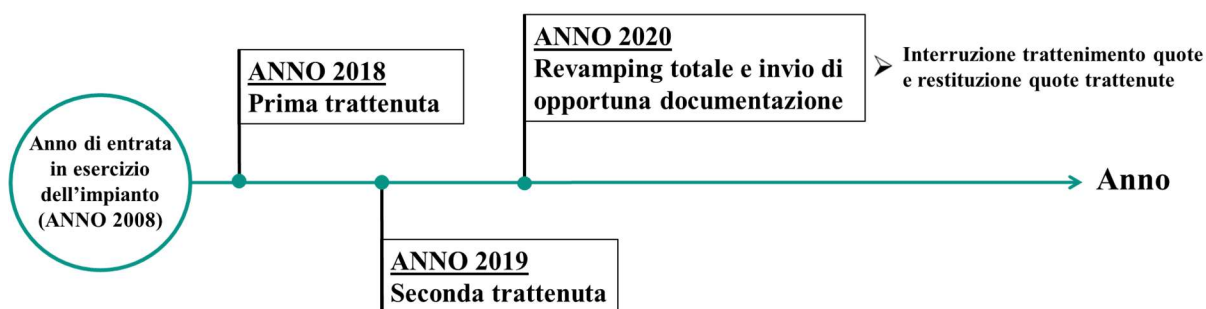 Anno di entrata
in esercizio
dell’impianto
(ANNO 2008)
ANNO 2018
Prima trattenuta
ANNO 2019
Seconda trattenuta
ANNO 2020
Revamping totale e invio di
opportuna documentazione
Interruzione trattenimento quote
e restituzione quote trattenute
Anno